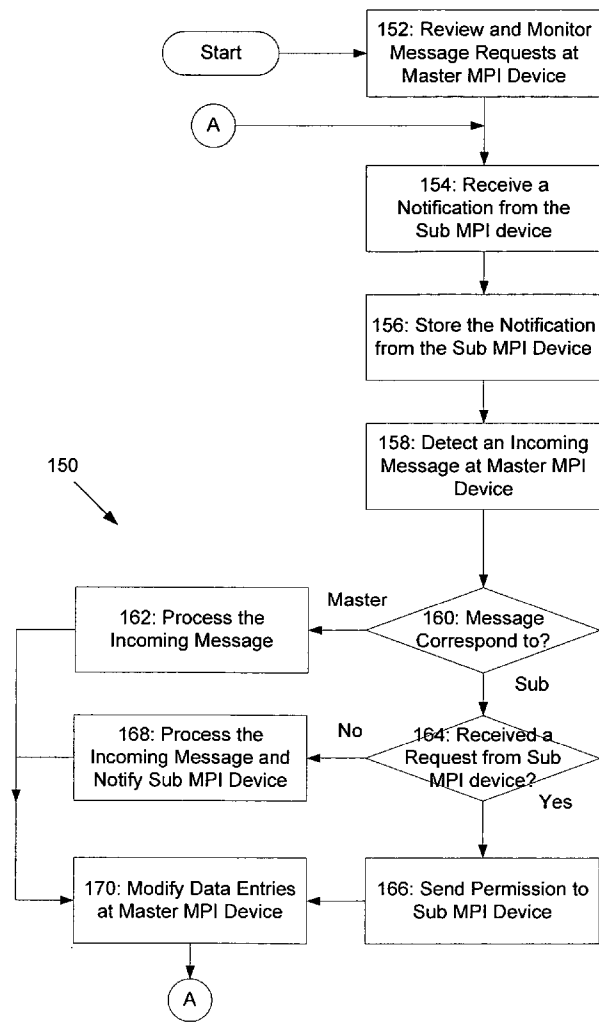 Start
152: Review and Monitor
Message Requests at
Master MPI Device
A
154: Receive a
Notification from the
Sub MPI device
156: Store the Notification
from the Sub MPI Device
158: Detect an Incoming
Message at Master MPI
Device
150
162: Process the
Incoming Message
Master
160: Message
Correspond to?
Sub
168: Process the
Incoming Message and
Notify Sub MPI Device
No
164: Received a
Request from Sub
MPI device?
Yes
170: Modify Data Entries
at Master MPI Device
166: Send Permission to
Sub MPI Device
A